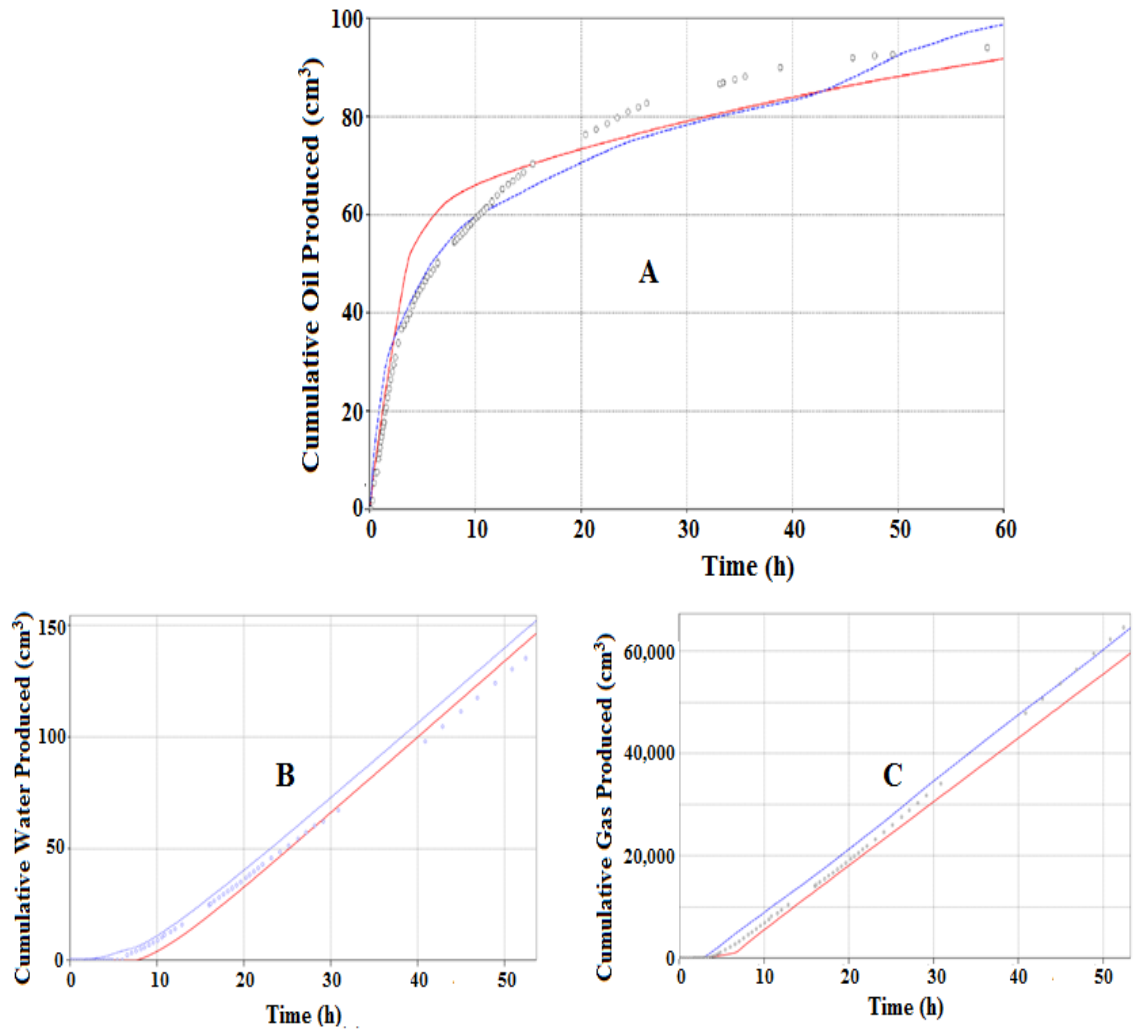 Cumulative Oil Produced (cm³)
100
80
60
40
20
0
A
0 10 20 30 40 50 60
Time (h)
Cumulative Water Produced (cm³)
150
100
50
0
B
0 10 20 30 40 50
Time (h)
Cumulative Gas Produced (cm³)
60,000
40,000
20,000
0
C
0 10 20 30 40 50
Time (h)